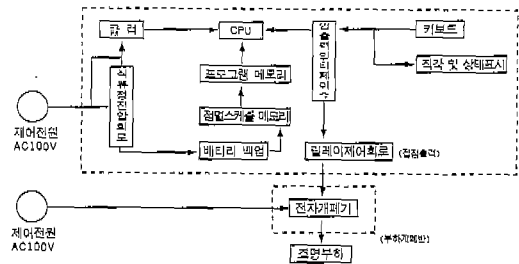 CPU
키보드
입출력인터페이스
시각 및 상태표시
프로그램 메모리
직류정전압회로
점멸스케쥴 메모리
제어전원
AC100V
배터리 백업
릴레이제어회로
(접점출력)
전자개폐기
제어전원
AC100V
(부하개폐반)
조명부하